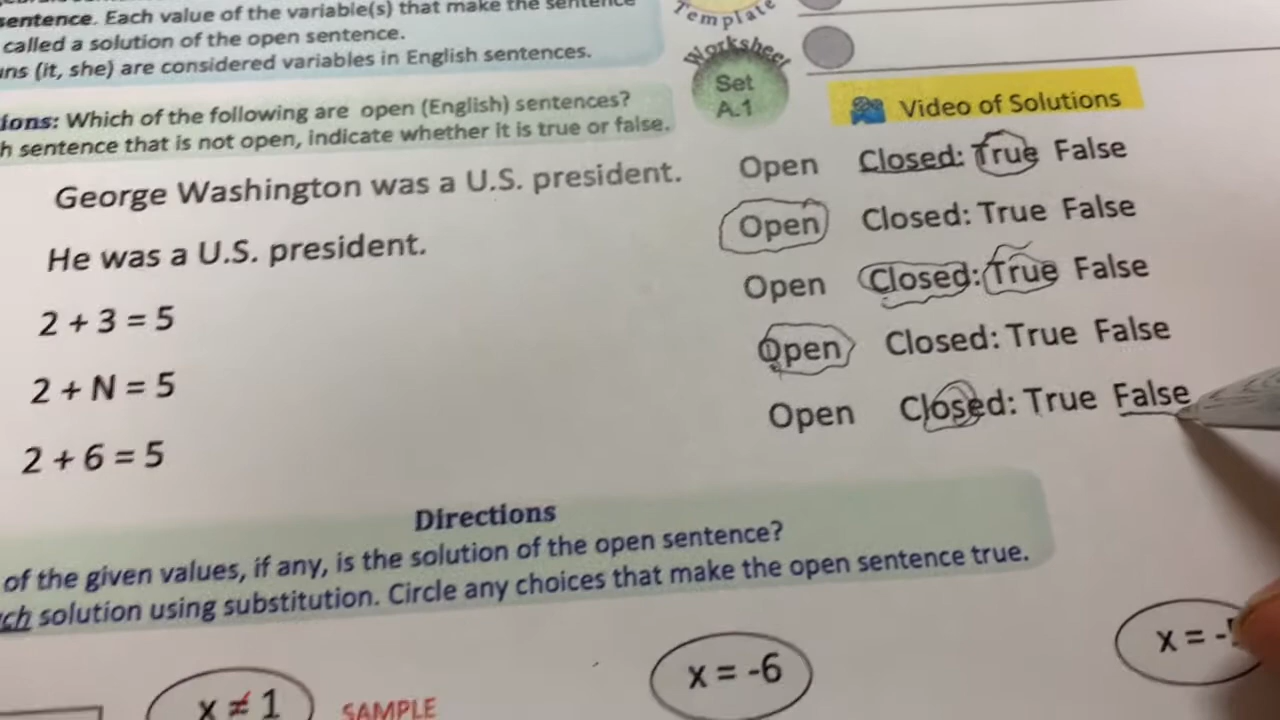 sentence. Each value of the variable(s) that make the sentence
called a solution of the open sentence.
(it, she) are considered variables in English sentences.
Template
Worksheet
Set
A.1
Video of Solutions
Which of the following are open (English) sentences?
sentence that is not open, indicate whether it is true or false.
George Washington was a U.S. president. Open Closed: True False
He was a U.S. president. Open Closed: True False
2 + 3 = 5 Open Closed: True False
2 + N = 5 Open Closed: True False
2 + 6 = 5 Open Closed: True False
Directions
of the given values, if any, is the solution of the open sentence?
solution using substitution. Circle any choices that make the open sentence true.
x ≠ 1
SAMPLE
x = -6
x = -